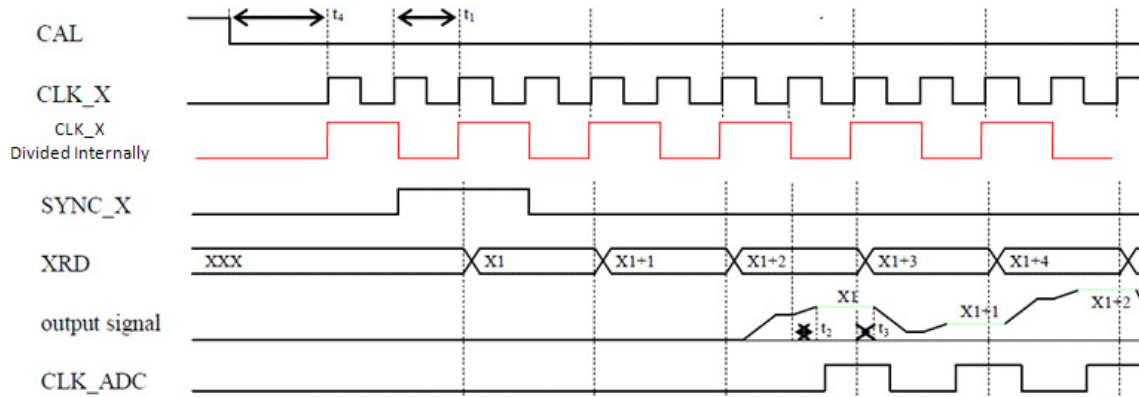 CAL
t4
t1
CLK_X
CLK_X
Divided Internally
SYNC_X
XRD
XXX
X1
X1+1
X1+2
X1+3
X1+4
output signal
X1
t2
t3
X1+1
X1+2
CLK_ADC